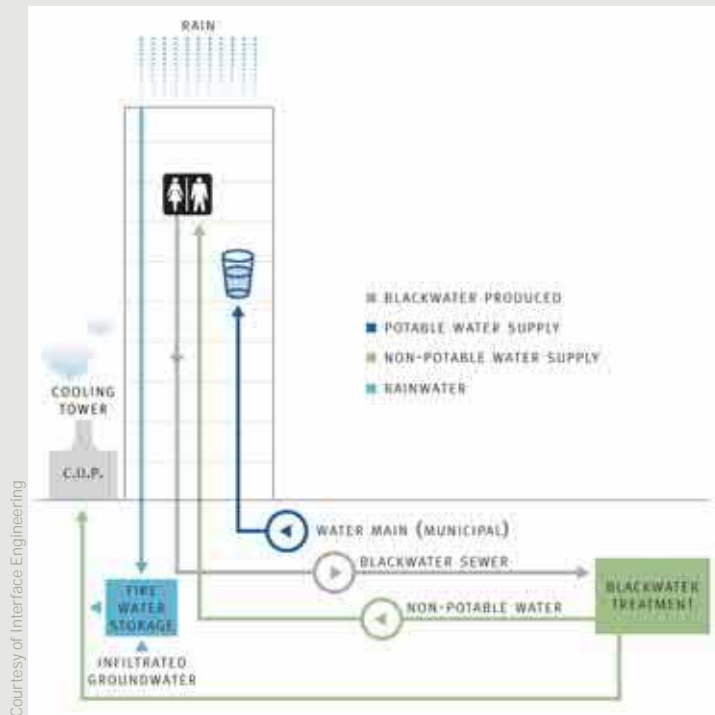 RAIN
BLACKWATER PRODUCED
POTABLE WATER SUPPLY
NON-POTABLE WATER SUPPLY
RAINWATER
COOLING
TOWER
C.U.P.
WATER MAIN (MUNICIPAL)
BLACKWATER SEWER
BLACKWATER
TREATMENT
NON-POTABLE WATER
FIRE
WATER
STORAGE
INFILTRATED
GROUNDWATER
Courtesy of Interface Engineering